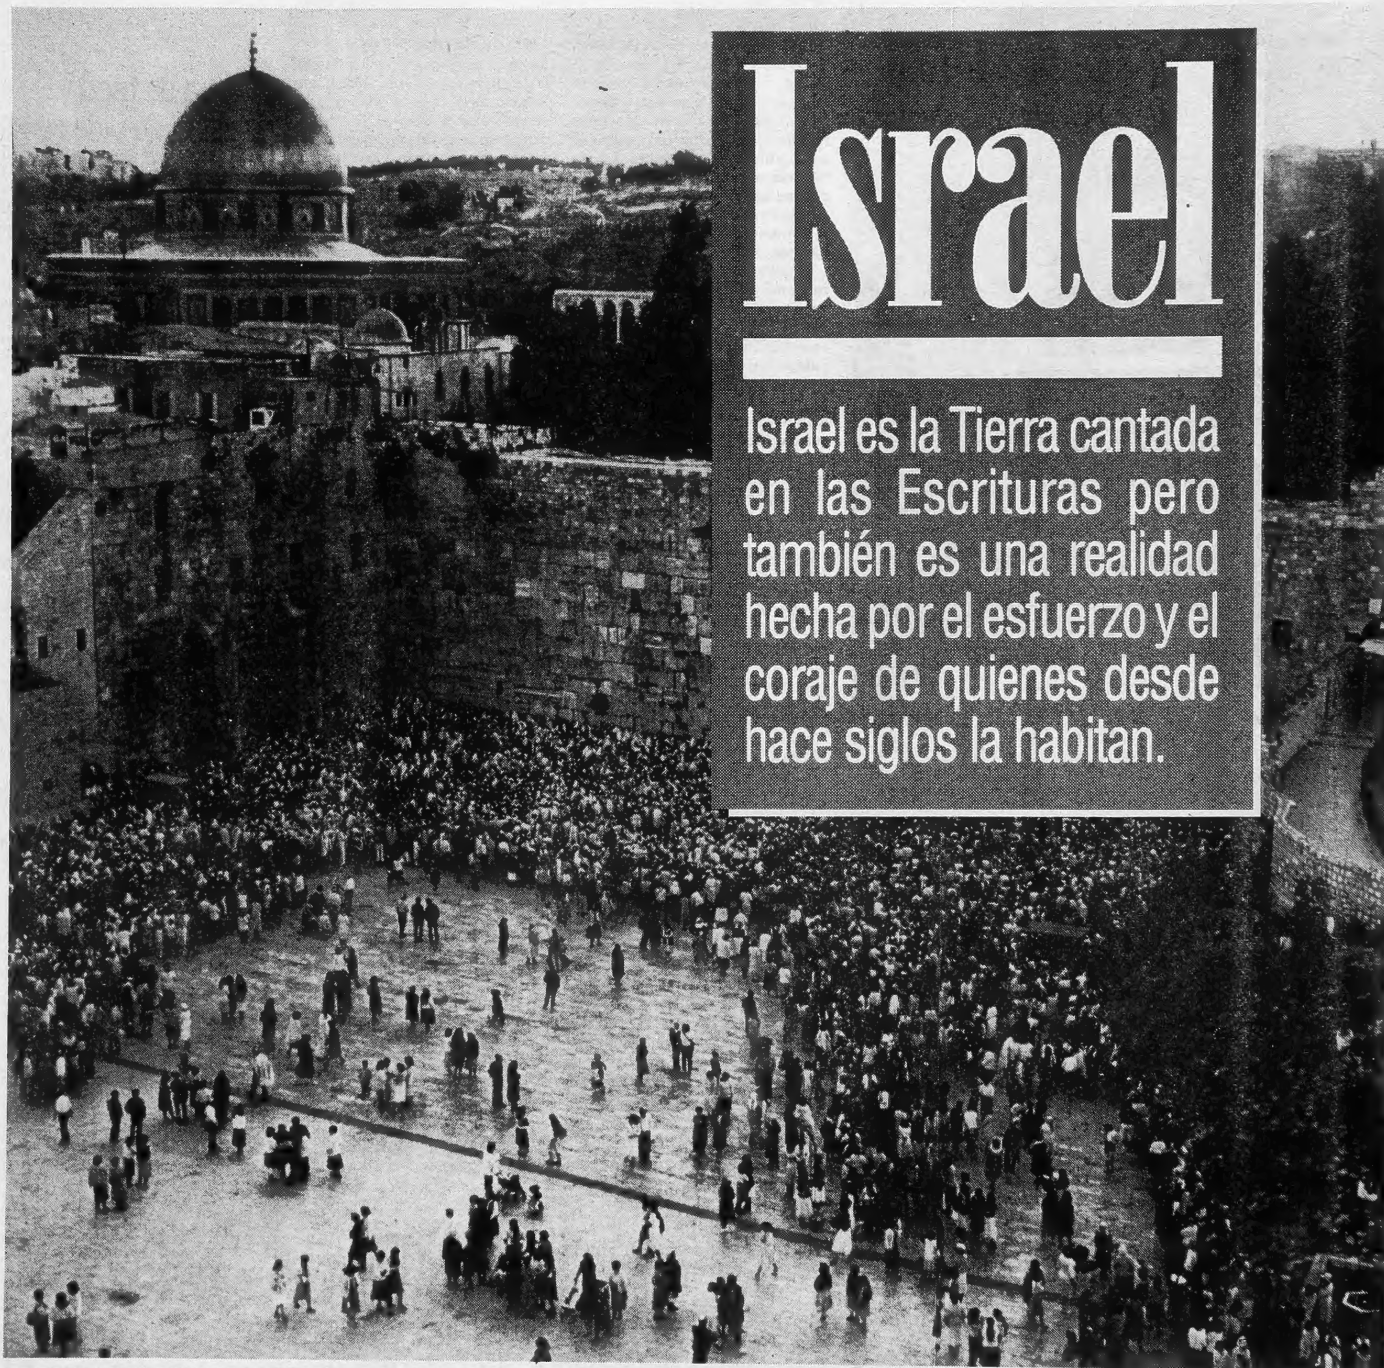 Israel
Israel es la Tierra cantada
en las Escrituras pero
también es una realidad
hecha por el esfuerzo y el
coraje de quienes desde
hace siglos la habitan.